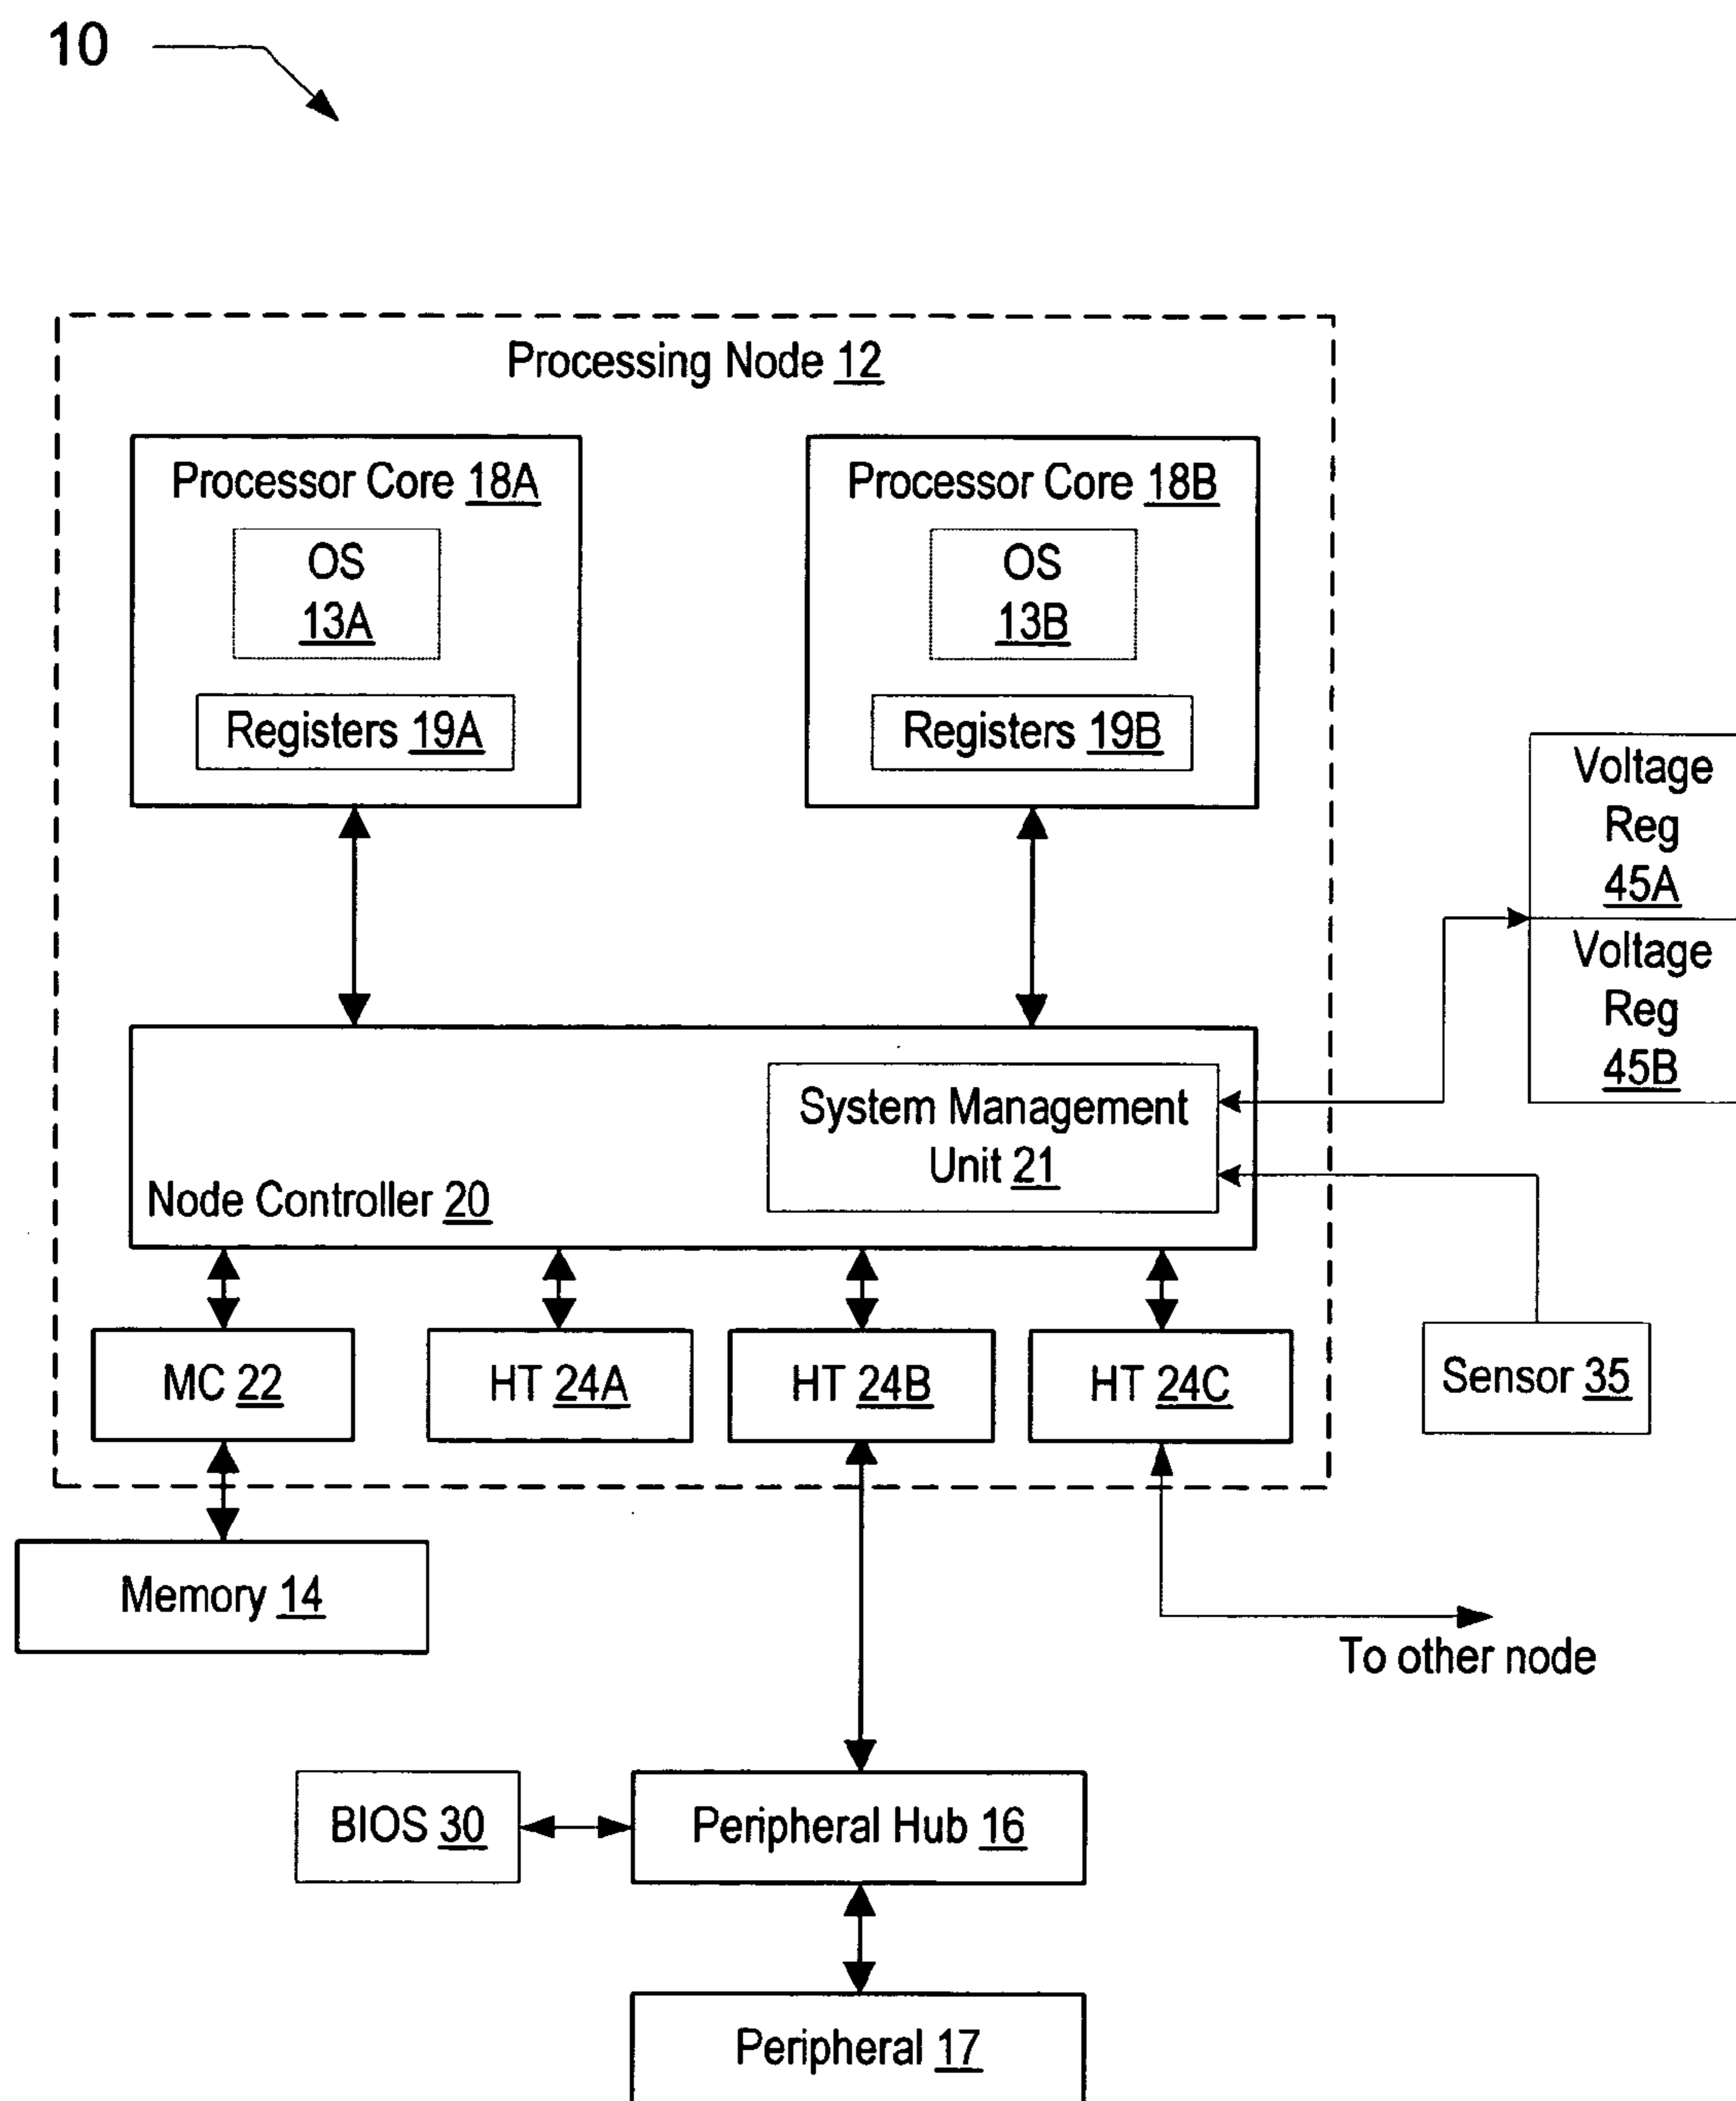 10
Processing Node 12
Processor Core 18A
OS
13A
Registers 19A
Processor Core 18B
OS
13B
Registers 19B
Voltage
Reg
45A
Voltage
Reg
45B
System Management
Unit 21
Node Controller 20
MC 22
HT 24A
HT 24B
HT 24C
Sensor 35
Memory 14
To other node
BIOS 30
Peripheral Hub 16
Peripheral 17